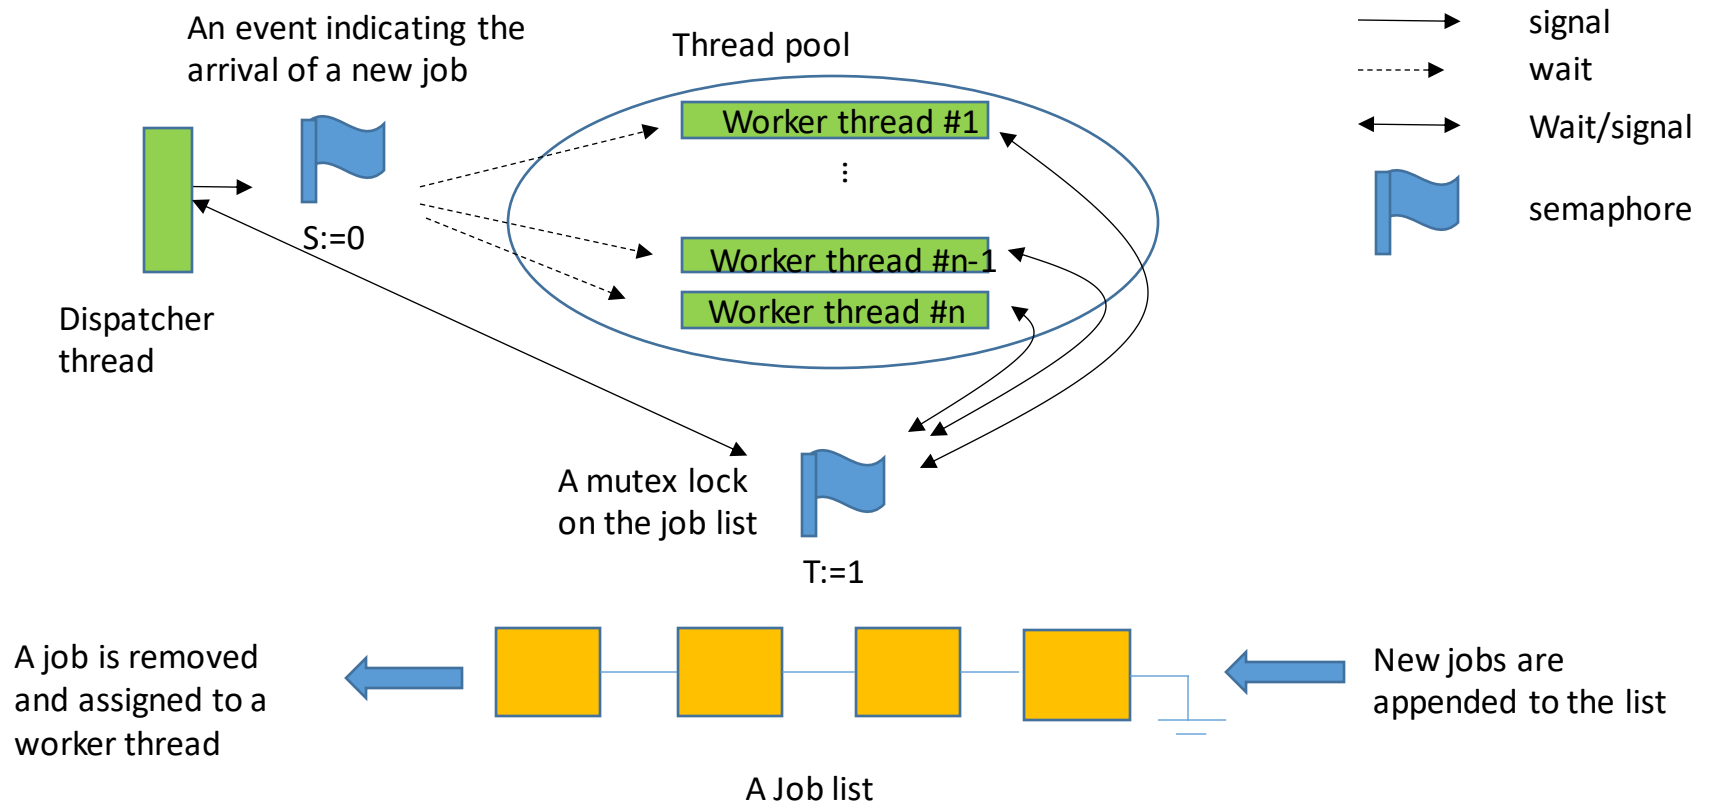 An event indicating the
arrival of a new job
Thread pool
signal
wait
Wait/signal
semaphore
Worker thread #1
...
Worker thread #n-1
Worker thread #n
S:=0
Dispatcher
thread
A mutex lock
on the job list
T:=1
A job is removed
and assigned to a
worker thread
New jobs are
appended to the list
A Job list